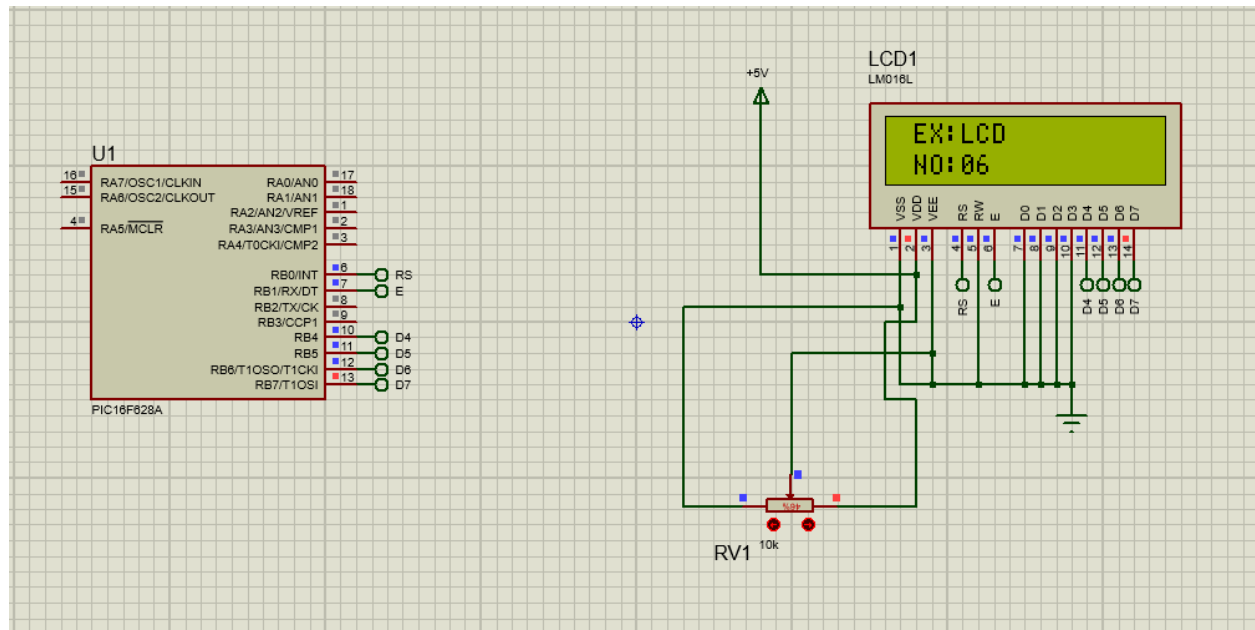 LCD1
LM016L
+5V
EX:LCD
NO:06
VSS
VDD
VEE
RS
RW
E
D0
D1
D2
D3
D4
D5
D6
D7
1
2
3
4
5
6
7
8
9
10
11
12
13
14
RS
E
D4
D5
D6
D7
U1
16 RA7/OSC1/CLKIN RA0/AN0 17
15 RA6/OSC2/CLKOUT RA1/AN1 18
RA2/AN2/VREF 1
4 RA5/MCLR RA3/AN3/CMP1 2
RA4/T0CKI/CMP2 3
RB0/INT 6 RS
RB1/RX/DT 7 E
RB2/TX/CK 8
RB3/CCP1 9
RB4 10 D4
RB5 11 D5
RB6/T1OSO/T1CKI 12 D6
RB7/T1OSI 13 D7
PIC16F628A
46%
RV1
10k